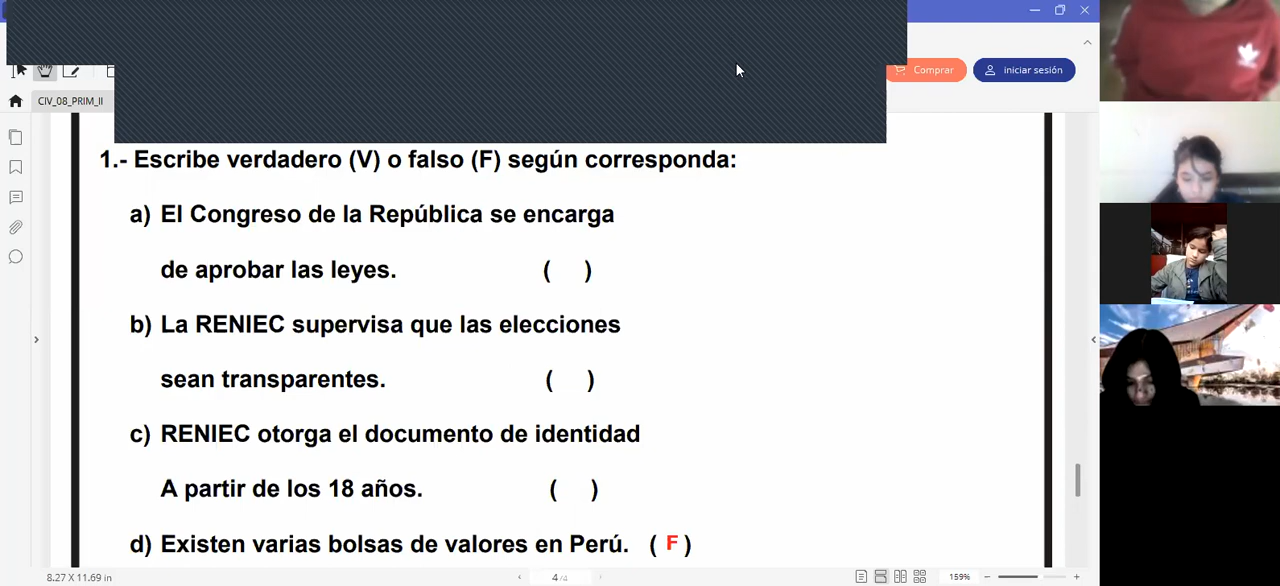 Comprar
iniciar sesión
CIV_08_PRIM_II
1.- Escribe verdadero (V) o falso (F) según corresponda:
a) El Congreso de la República se encarga
de aprobar las leyes. ( )
b) La RENIEC supervisa que las elecciones
sean transparentes. ( )
c) RENIEC otorga el documento de identidad
A partir de los 18 años. ( )
d) Existen varias bolsas de valores en Perú. ( F )
8.27 X 11.69 in
4 /4
159%